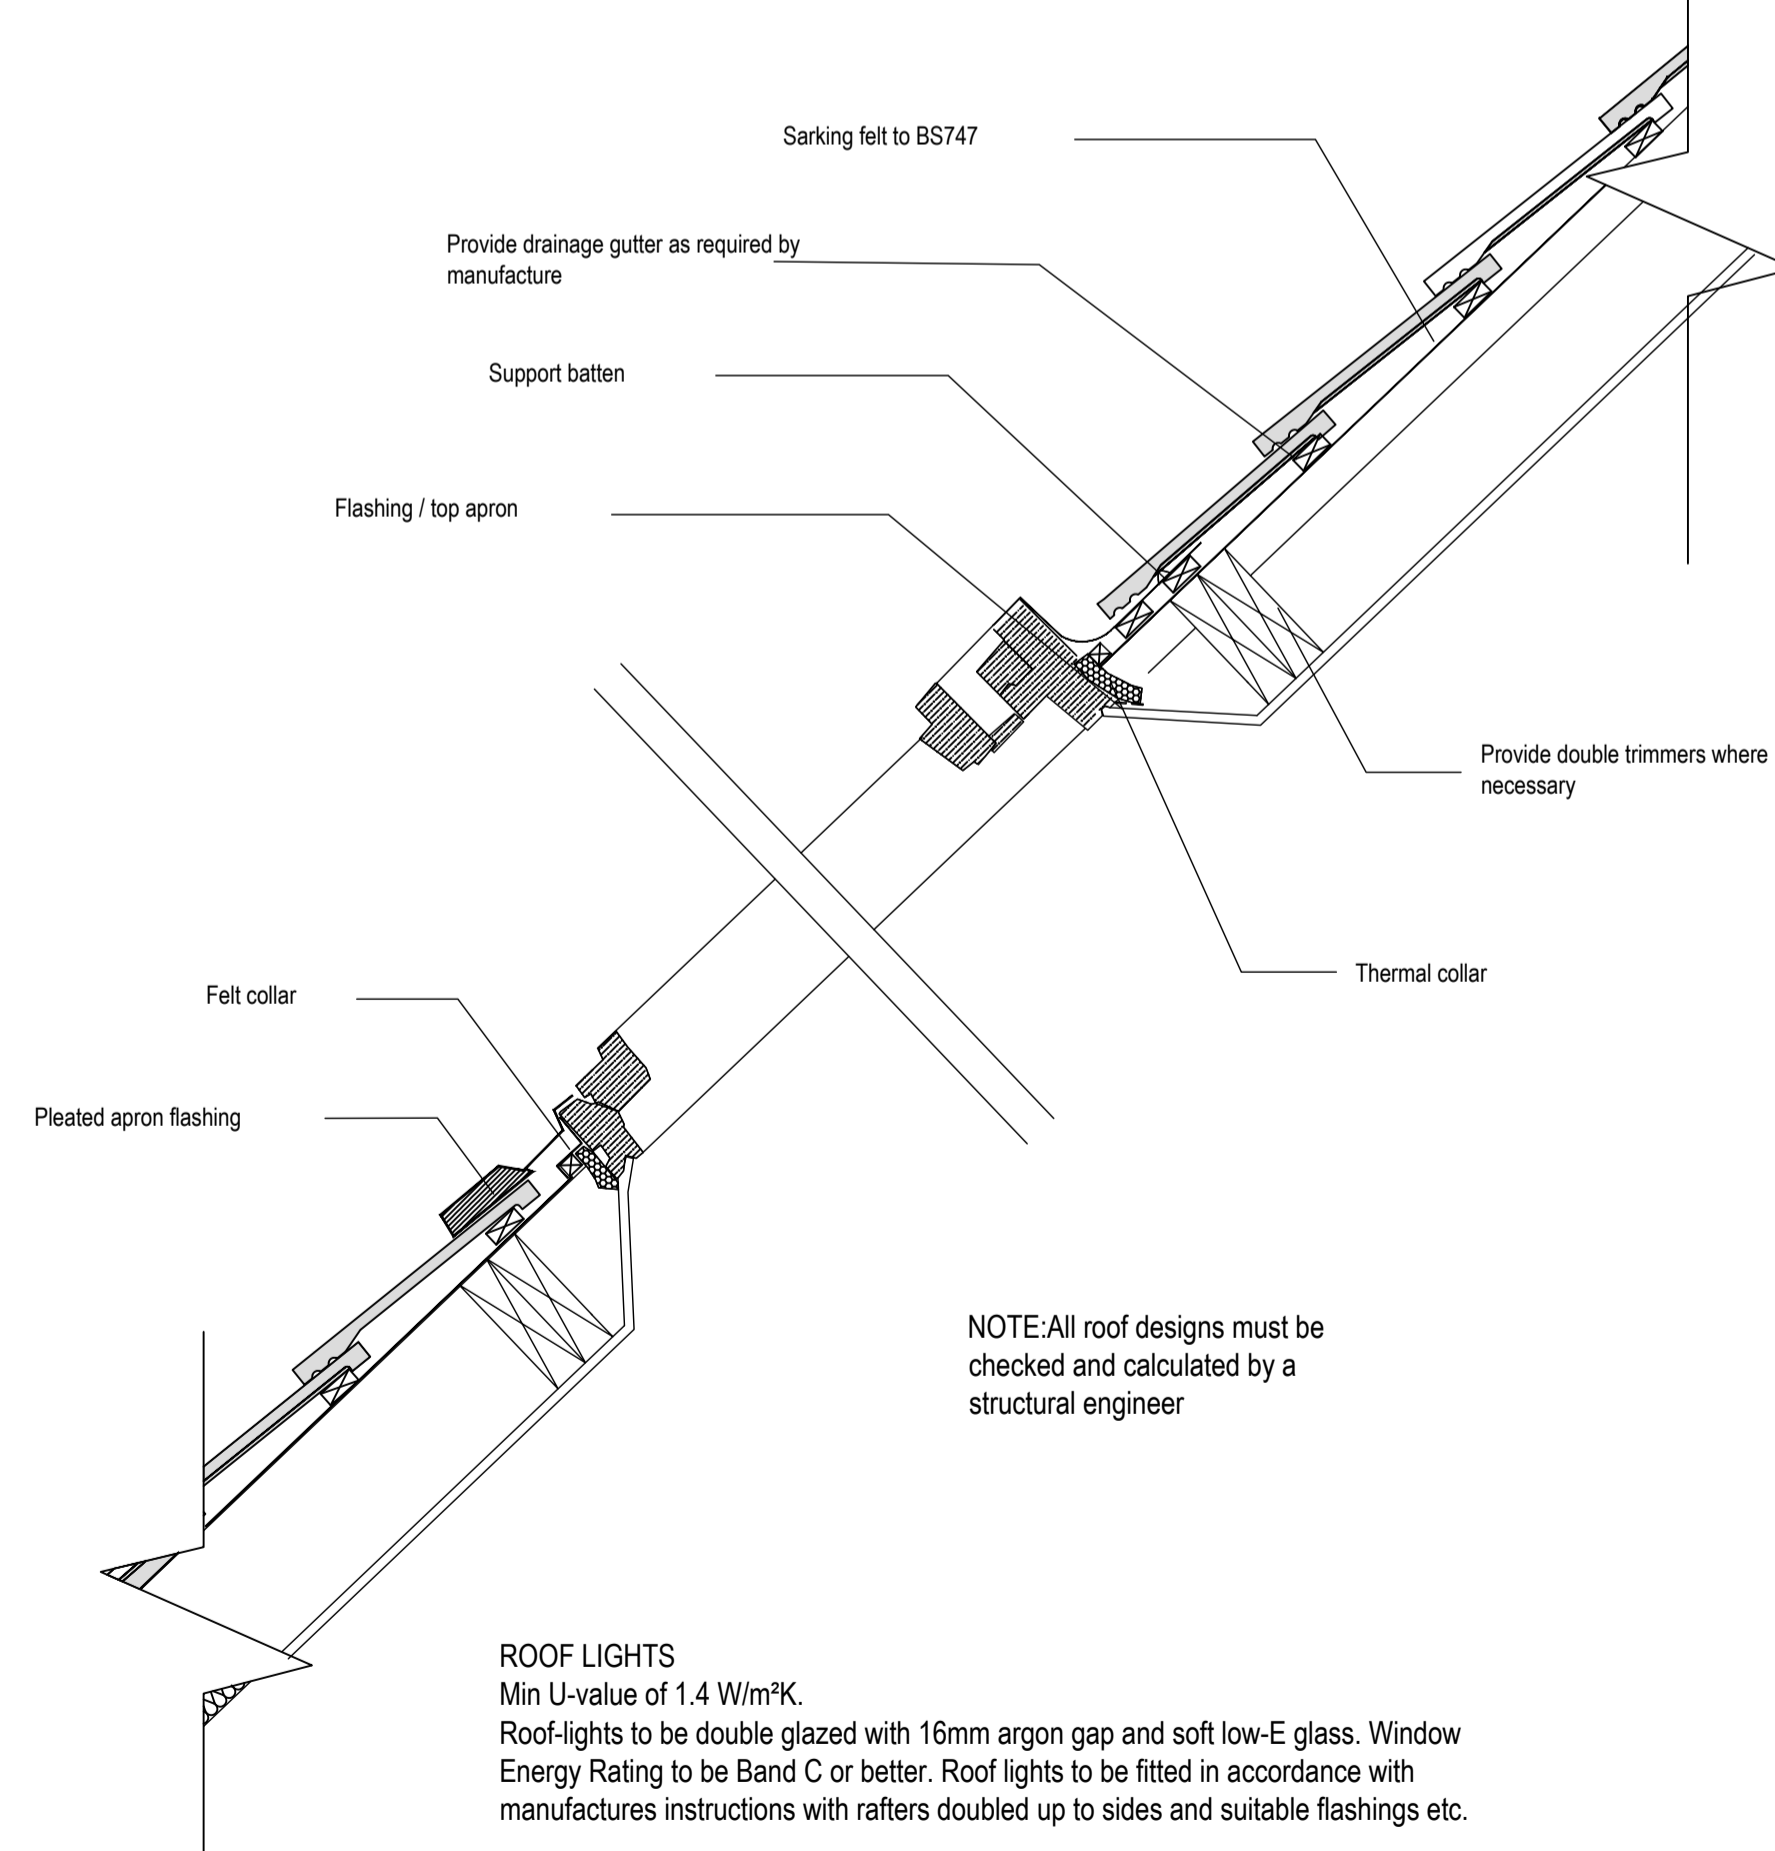 Sarking felt to BS747
Provide drainage gutter as required by
manufacture
Support batten
Flashing / top apron
Provide double trimmers where
necessary
Thermal collar
Felt collar
Pleated apron flashing
NOTE:All roof designs must be
checked and calculated by a
structural engineer
ROOF LIGHTS
Min U-value of 1.4 W/m²K.
Roof-lights to be double glazed with 16mm argon gap and soft low-E glass. Window
Energy Rating to be Band C or better. Roof lights to be fitted in accordance with
manufactures instructions with rafters doubled up to sides and suitable flashings etc.